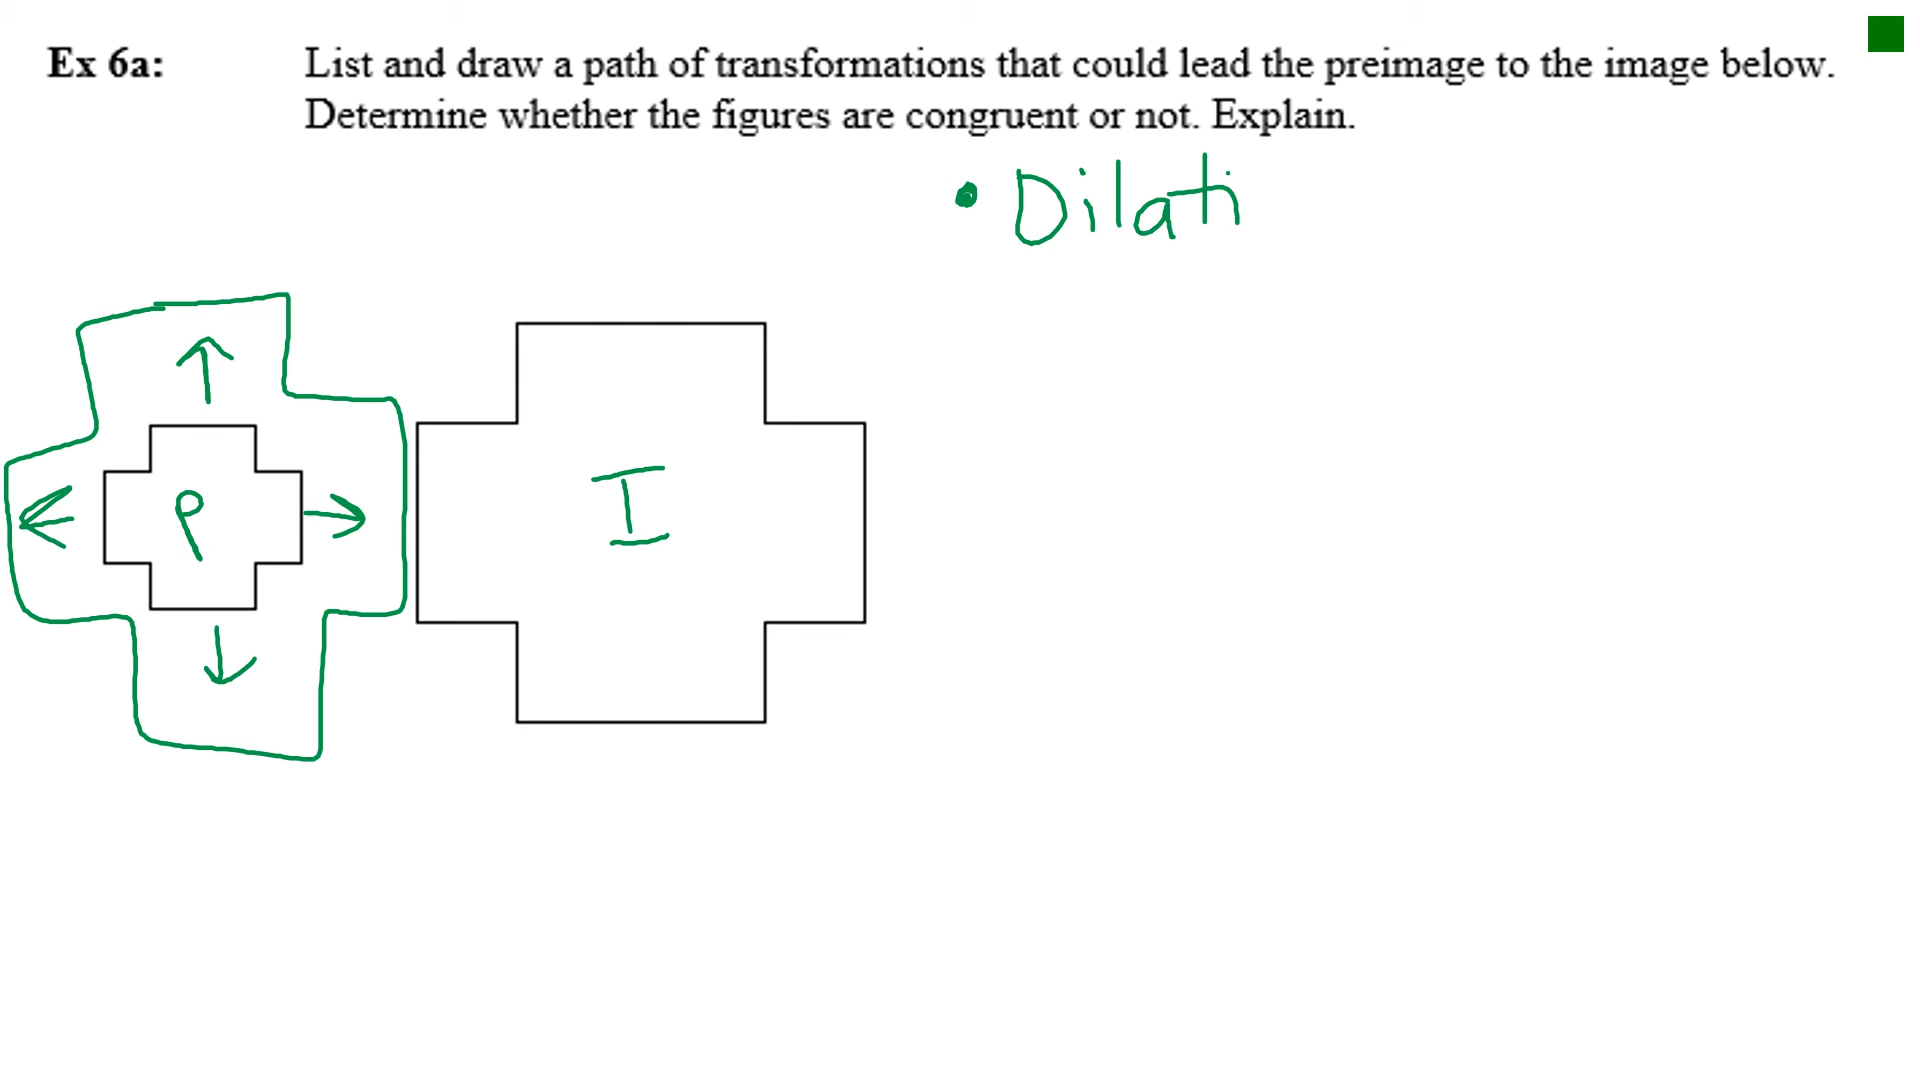 Ex 6a: List and draw a path of transformations that could lead the preimage to the image below.
Determine whether the figures are congruent or not. Explain.
• Dilati
P
I